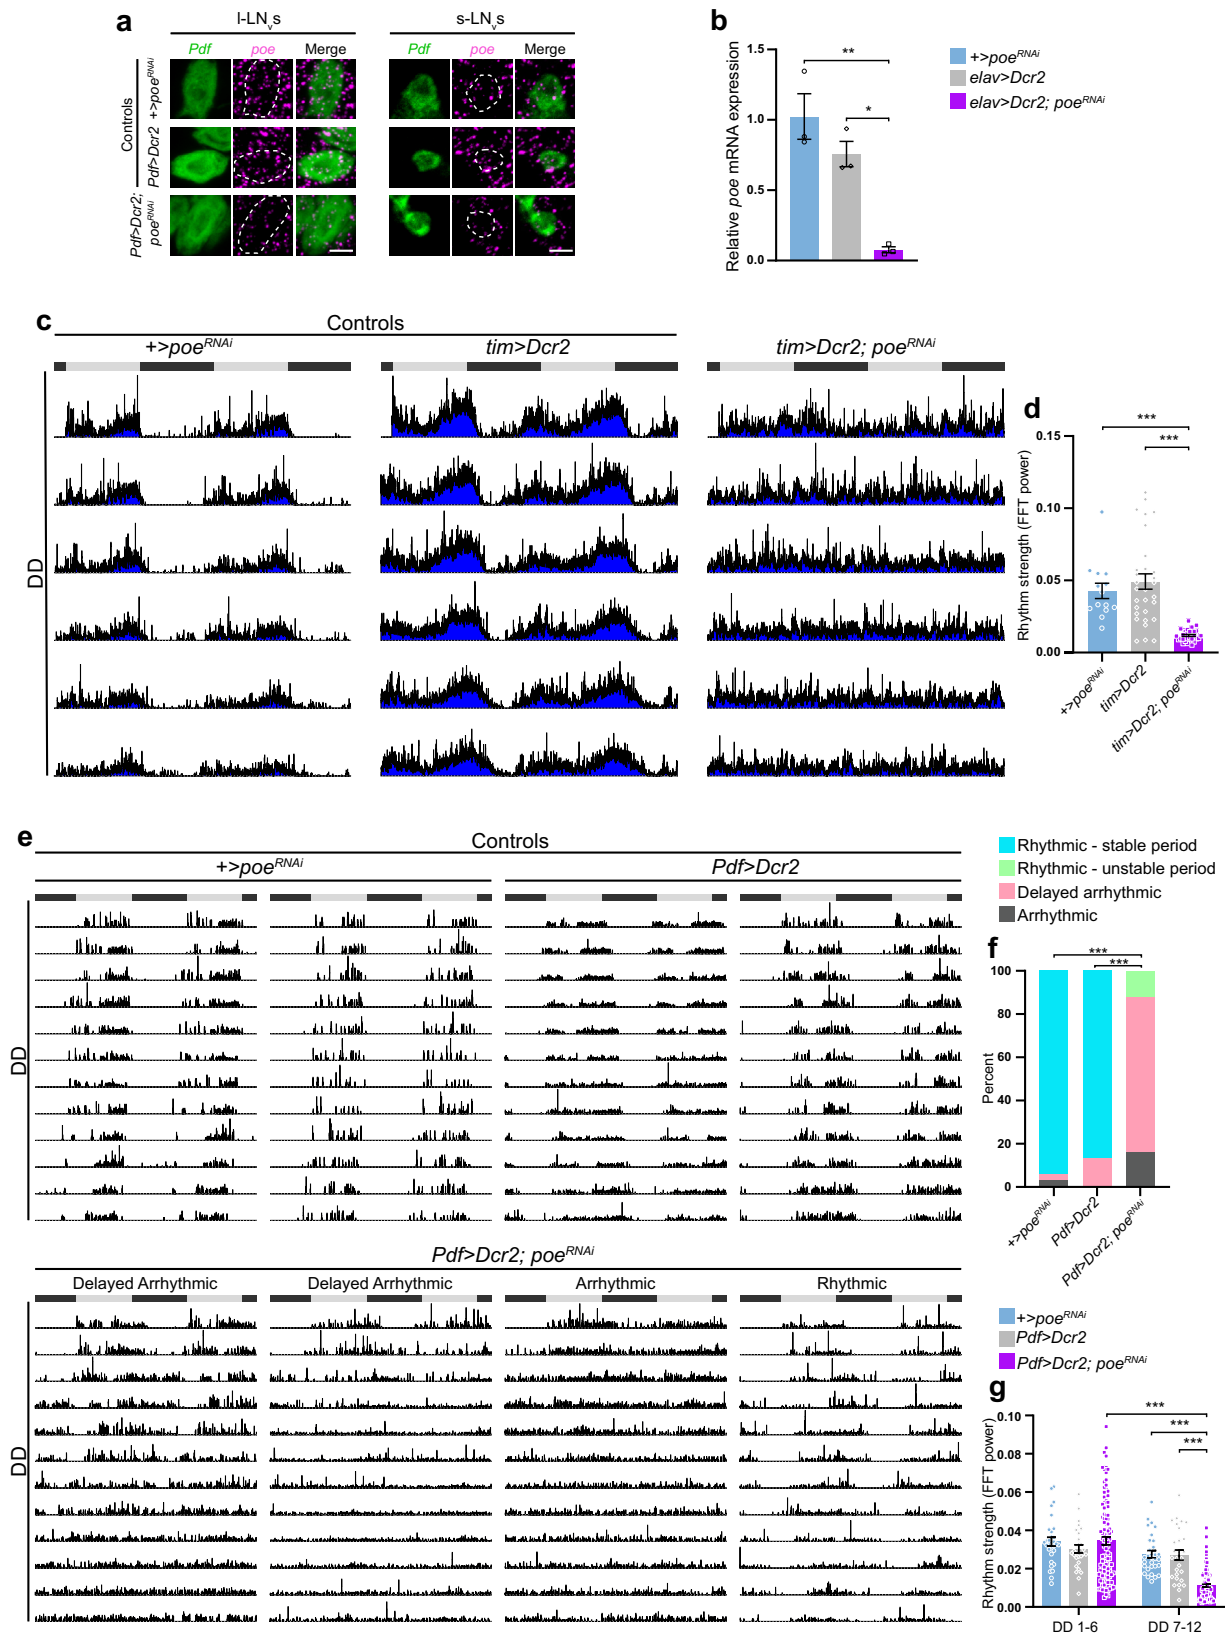 a
l-LNvs
s-LNvs
Pdf poe Merge
Pdf poe Merge
Controls
+>poeRNAi
Pdf>Dcr2
Pdf>Dcr2; poeRNAi
b
Relative poe mRNA expression
1.5
1.0
0.5
0.0
**
*
+>poeRNAi
elav>Dcr2
elav>Dcr2; poeRNAi
c
Controls
+>poeRNAi
tim>Dcr2
tim>Dcr2; poeRNAi
DD
d
Rhythm strength (FFT power)
0.15
0.10
0.05
0.00
***
***
+>poeRNAi
tim>Dcr2
tim>Dcr2; poeRNAi
e
Controls
+>poeRNAi
Pdf>Dcr2
DD
Pdf>Dcr2; poeRNAi
Delayed Arrhythmic
Delayed Arrhythmic
Arrhythmic
Rhythmic
DD
Rhythmic - stable period
Rhythmic - unstable period
Delayed arrhythmic
Arrhythmic
f
***
***
Percent
100
80
60
40
20
0
+>poeRNAi
Pdf>Dcr2
Pdf>Dcr2; poeRNAi
+>poeRNAi
Pdf>Dcr2
Pdf>Dcr2; poeRNAi
g
Rhythm strength (FFT power)
0.10
0.08
0.06
0.04
0.02
0.00
***
***
***
DD 1-6
DD 7-12